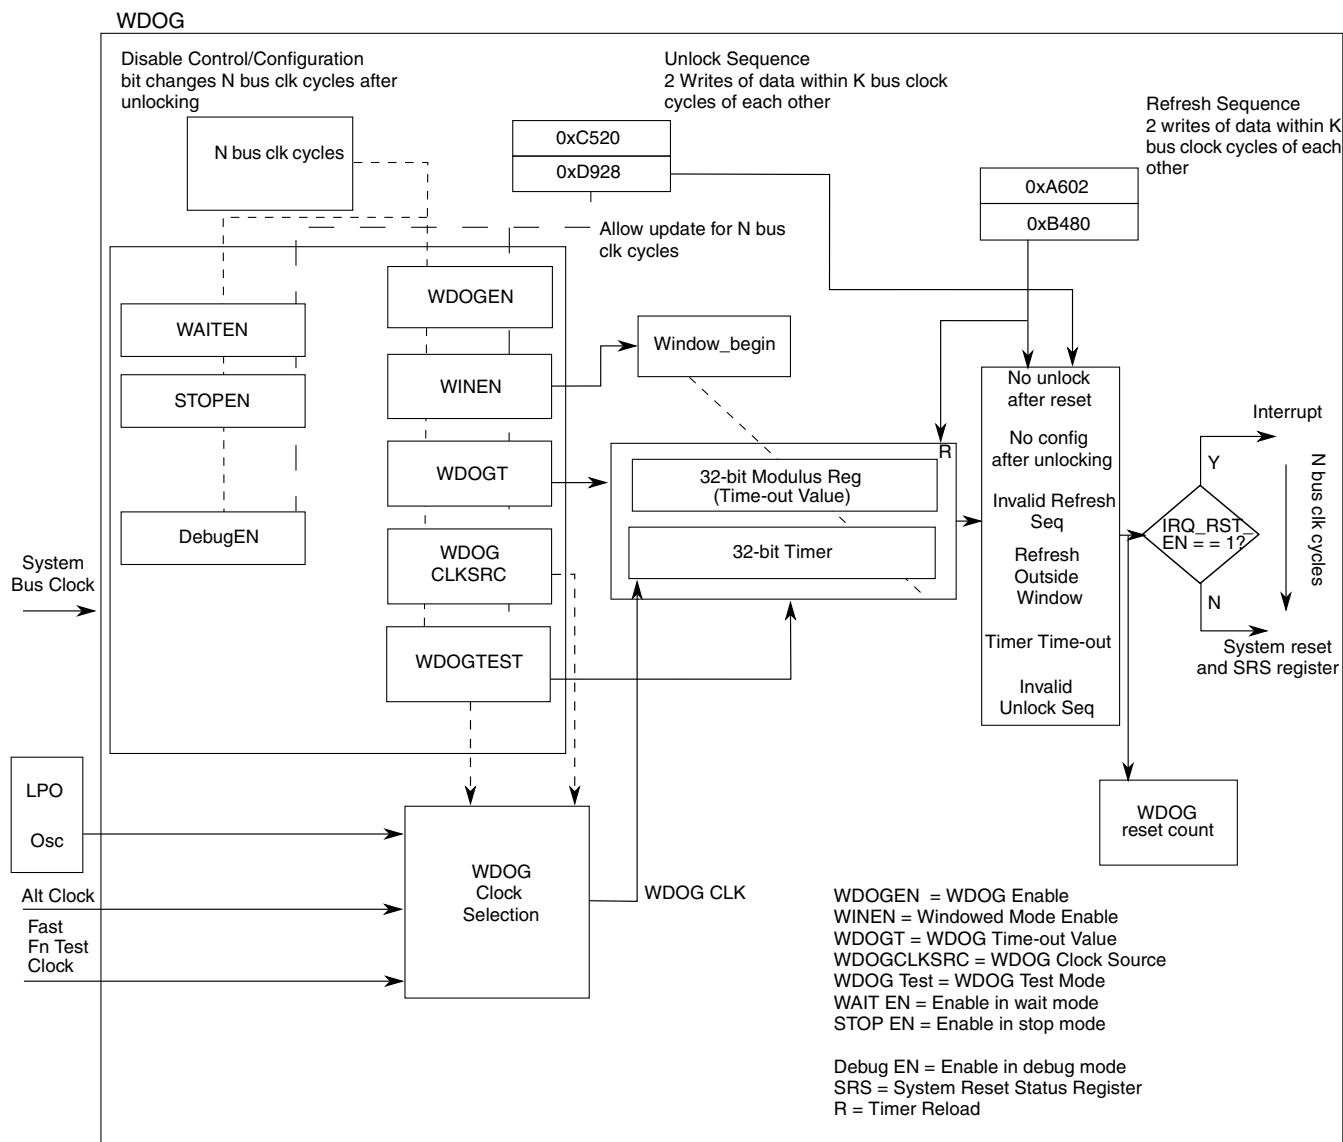 WDOG
Disable Control/Configuration
bit changes N bus clk cycles after
unlocking
Unlock Sequence
2 Writes of data within K bus clock
cycles of each other
Refresh Sequence
2 writes of data within K
bus clock cycles of each
other
N bus clk cycles
0xC520
0xD928
0xA602
0xB480
Allow update for N bus
clk cycles
WDOGEN
WAITEN
Window_begin
WINEN
STOPEN
No unlock
after reset
Interrupt
No config
after unlocking
R
Y
WDOGT
32-bit Modulus Reg
(Time-out Value)
Invalid Refresh
Seq
N bus clk cycles
IRQ_RST_
EN = = 1?
DebugEN
WDOG
CLKSRC
32-bit Timer
Refresh
Outside
Window
System
Bus Clock
N
WDOGTEST
Timer Time-out
System reset
and SRS register
Invalid
Unlock Seq
LPO
Osc
WDOG
reset count
WDOG
Clock
Selection
WDOG CLK
Alt Clock
Fast
Fn Test
Clock
WDOGEN = WDOG Enable
WINEN = Windowed Mode Enable
WDOGT = WDOG Time-out Value
WDOGCLKSRC = WDOG Clock Source
WDOG Test = WDOG Test Mode
WAIT EN = Enable in wait mode
STOP EN = Enable in stop mode
Debug EN = Enable in debug mode
SRS = System Reset Status Register
R = Timer Reload